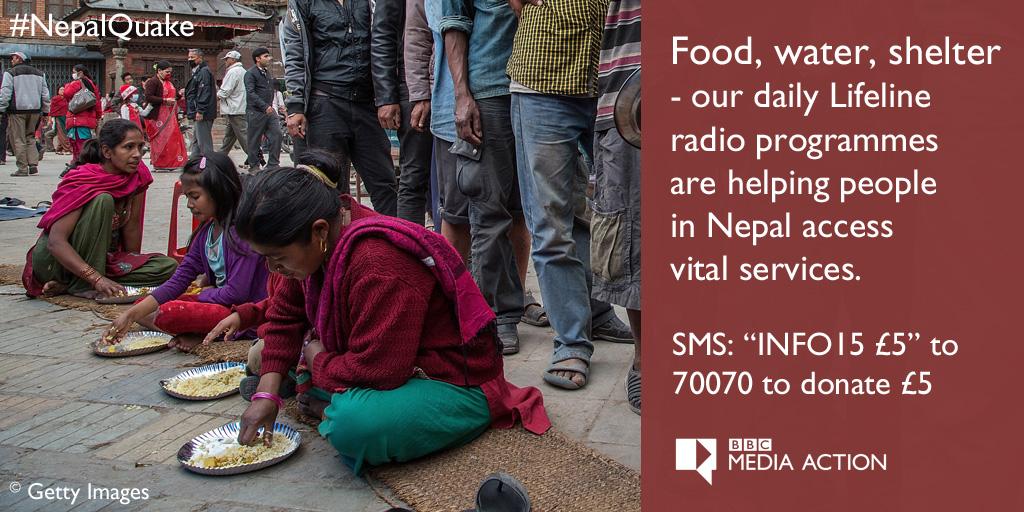 #NepalQuake
Food, water, shelter
- our daily Lifeline
radio programmes
are helping people
in Nepal access
vital services.
SMS: “INFO15 £5” to
70070 to donate £5
BBC
MEDIA ACTION
© Getty Images